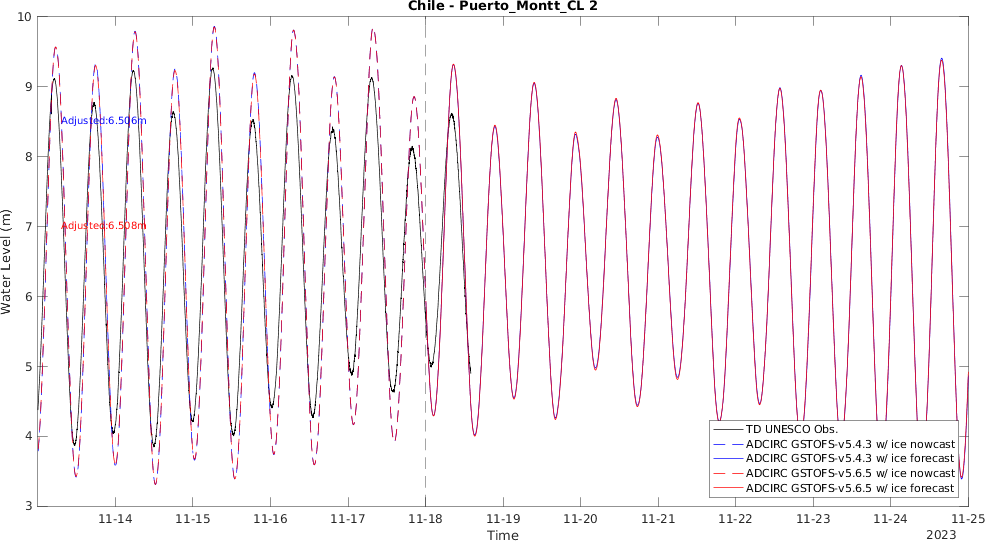 Chile - Puerto_Montt_CL 2
10
9
8
7
6
5
4
3
Water Level (m)
Adjusted:6.506m
Adjusted:6.508m
TD UNESCO Obs.
ADCIRC GSTOFS-v5.4.3 w/ ice nowcast
ADCIRC GSTOFS-v5.4.3 w/ ice forecast
ADCIRC GSTOFS-v5.6.5 w/ ice nowcast
ADCIRC GSTOFS-v5.6.5 w/ ice forecast
11-14 11-15 11-16 11-17 11-18 11-19 11-20 11-21 11-22 11-23 11-24 11-25
Time
2023